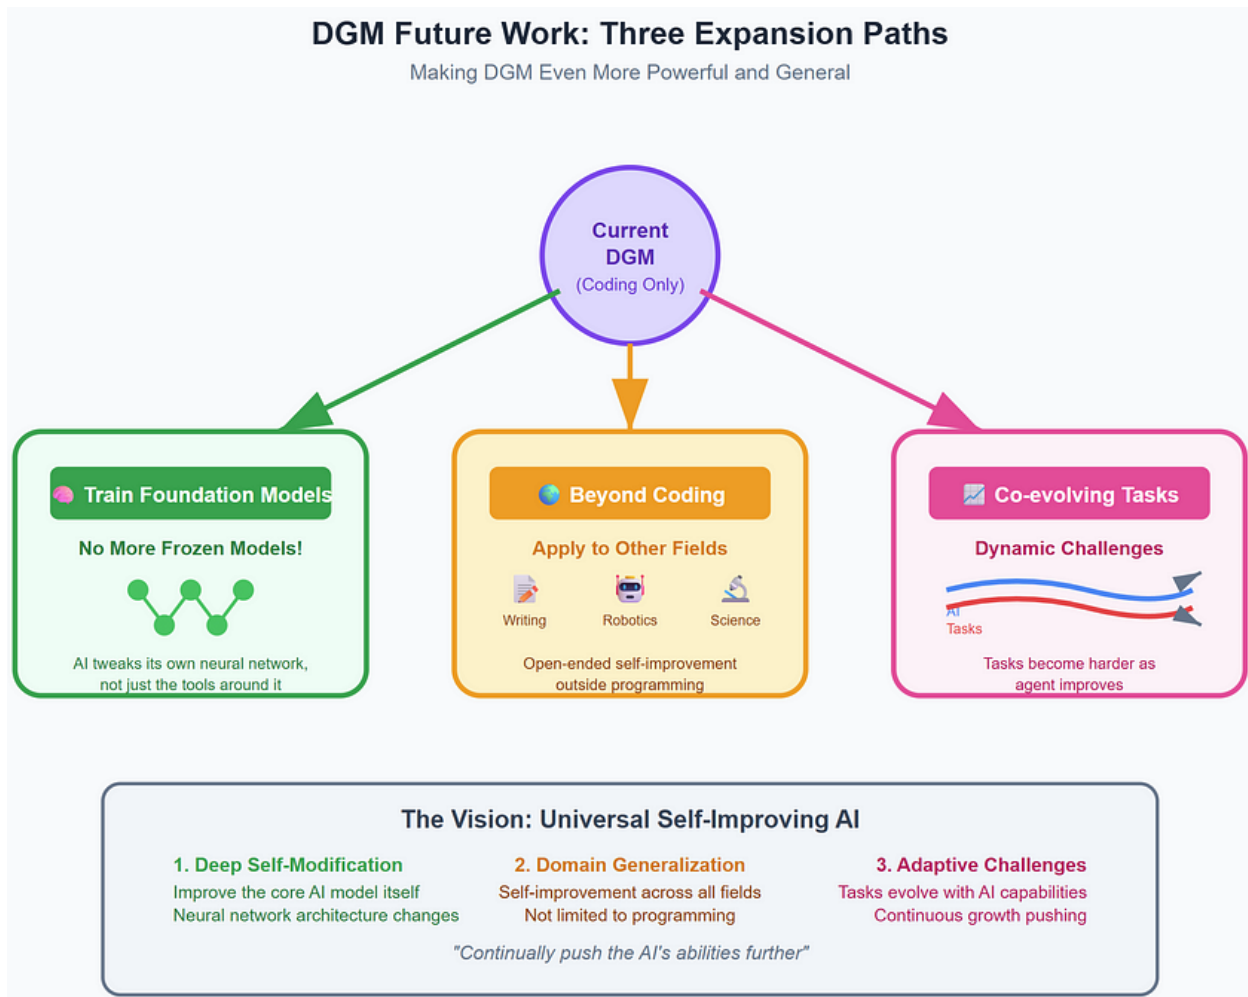 DGM Future Work: Three Expansion Paths
Making DGM Even More Powerful and General
Current
DGM
(Coding Only)
Train Foundation Models
No More Frozen Models!
AI tweaks its own neural network,
not just the tools around it
Beyond Coding
Apply to Other Fields
Writing Robotics Science
Open-ended self-improvement
outside programming
Co-evolving Tasks
Dynamic Challenges
AI
Tasks
Tasks become harder as
agent improves
The Vision: Universal Self-Improving AI
1. Deep Self-Modification
Improve the core AI model itself
Neural network architecture changes
2. Domain Generalization
Self-improvement across all fields
Not limited to programming
3. Adaptive Challenges
Tasks evolve with AI capabilities
Continuous growth pushing
"Continually push the AI's abilities further"